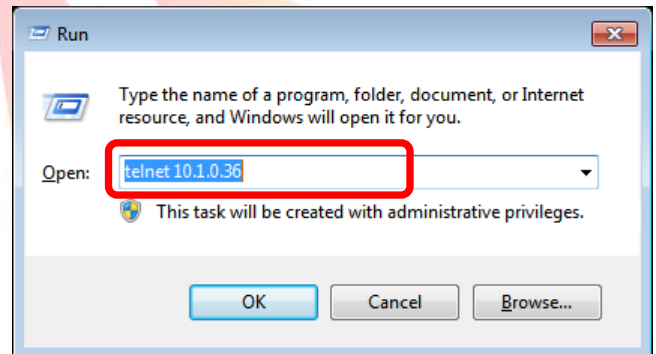 Run
Type the name of a program, folder, document, or Internet
resource, and Windows will open it for you.
Open: telnet 10.1.0.36
This task will be created with administrative privileges.
OK Cancel Browse...